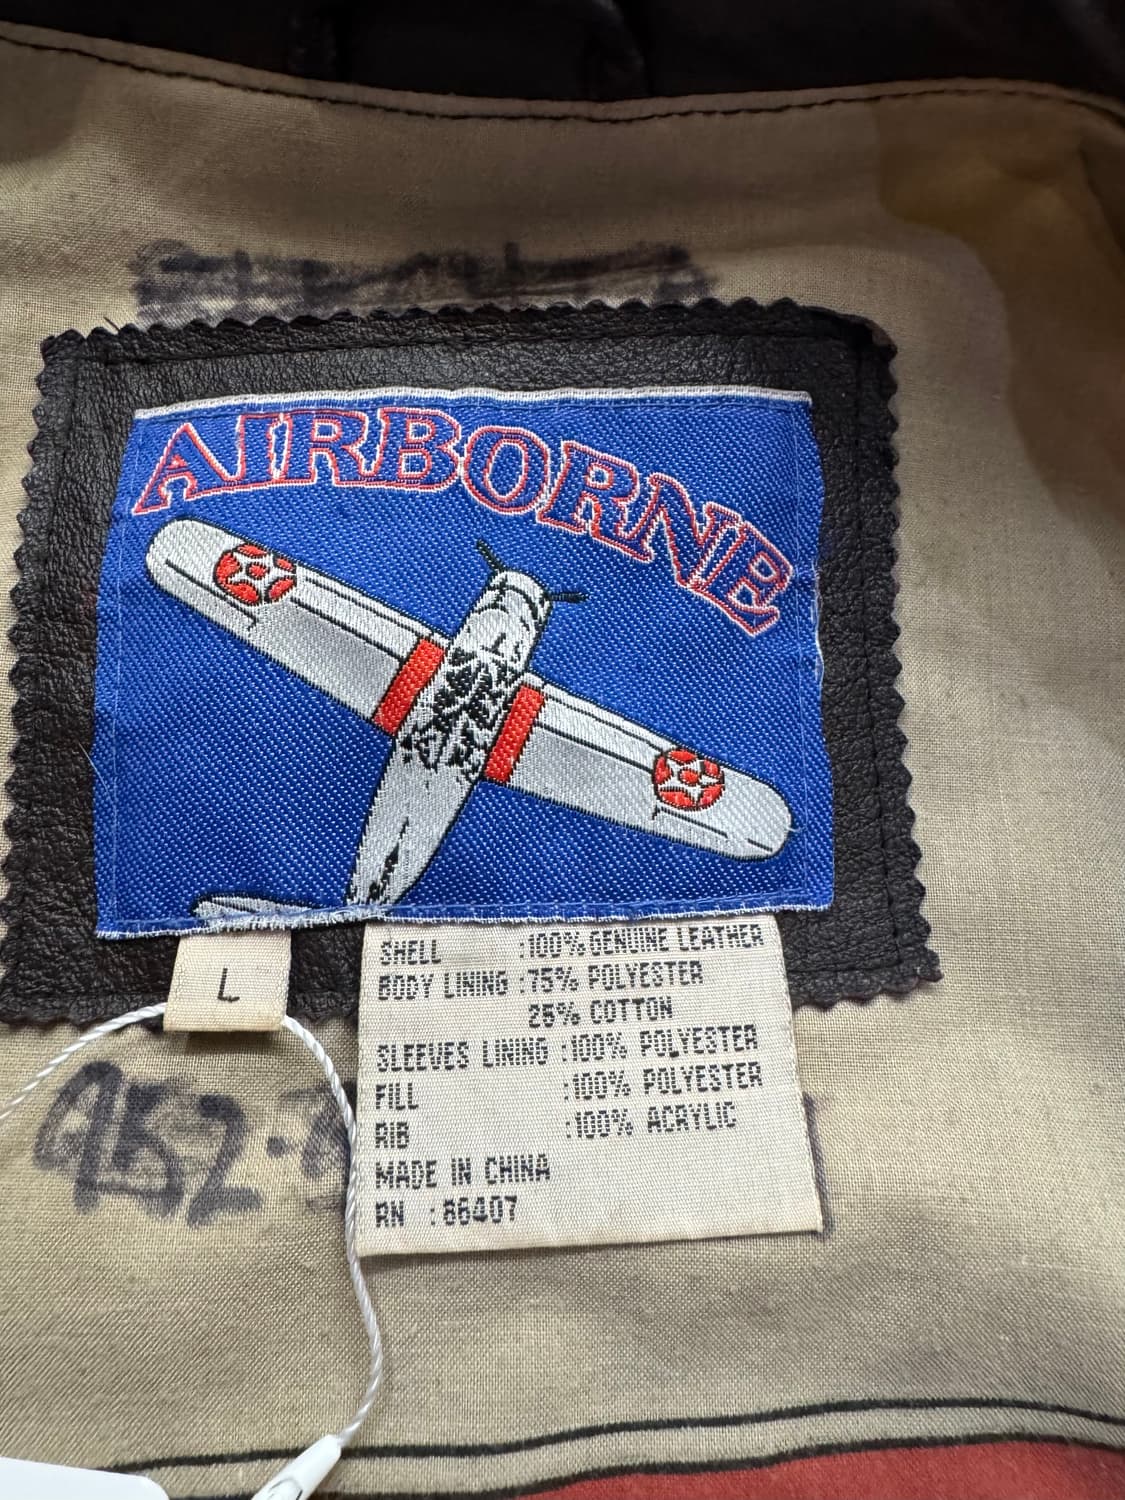 AIRBORNE
L
SHELL :100% GENUINE LEATHER
BODY LINING :75% POLYESTER
25% COTTON
SLEEVES LINING :100% POLYESTER
FILL :100% POLYESTER
RIB :100% ACRYLIC
MADE IN CHINA
RN : 86407